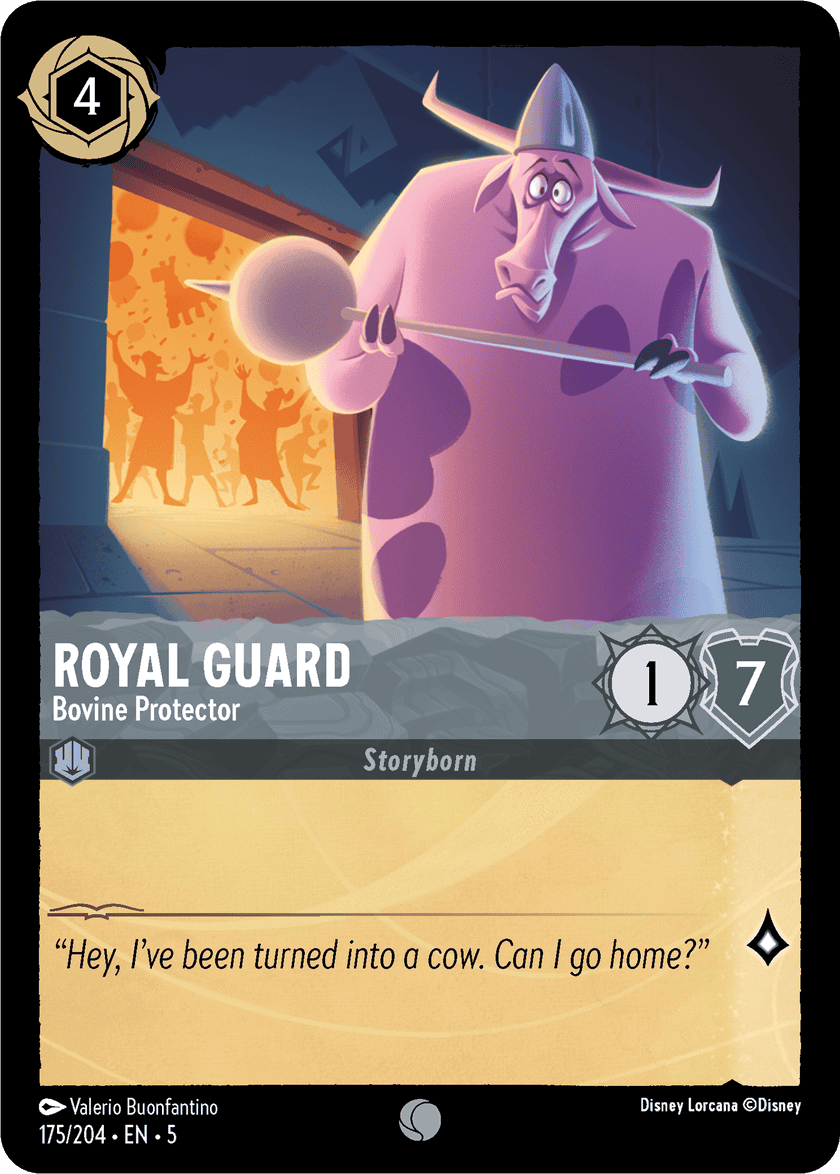 4
ROYAL GUARD
Bovine Protector
1
7
Storyborn
“Hey, I’ve been turned into a cow. Can I go home?”
Valerio Buonfantino
Disney Lorcana ©Disney
175/204 • EN • 5